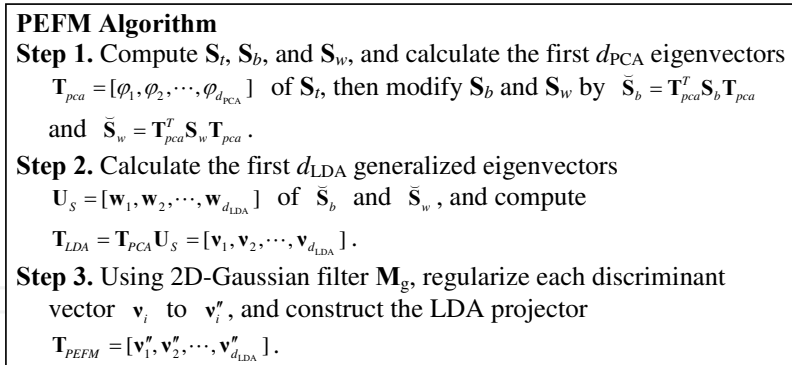 PEFM Algorithm
Step 1. Compute S_t, S_b, and S_w, and calculate the first d_PCA eigenvectors
T_pca = [φ_1, φ_2, ⋯, φ_{d_PCA}] of S_t, then modify S_b and S_w by S̆_b = T_pca^T S_b T_pca
and S̆_w = T_pca^T S_w T_pca.
Step 2. Calculate the first d_LDA generalized eigenvectors
U_S = [w_1, w_2, ⋯, w_{d_LDA}] of S̆_b and S̆_w, and compute
T_LDA = T_PCA U_S = [v_1, v_2, ⋯, v_{d_LDA}].
Step 3. Using 2D-Gaussian filter M_g, regularize each discriminant
vector v_i to v_i″, and construct the LDA projector
T_PEFM = [v_1″, v_2″, ⋯, v″_{d_LDA}].